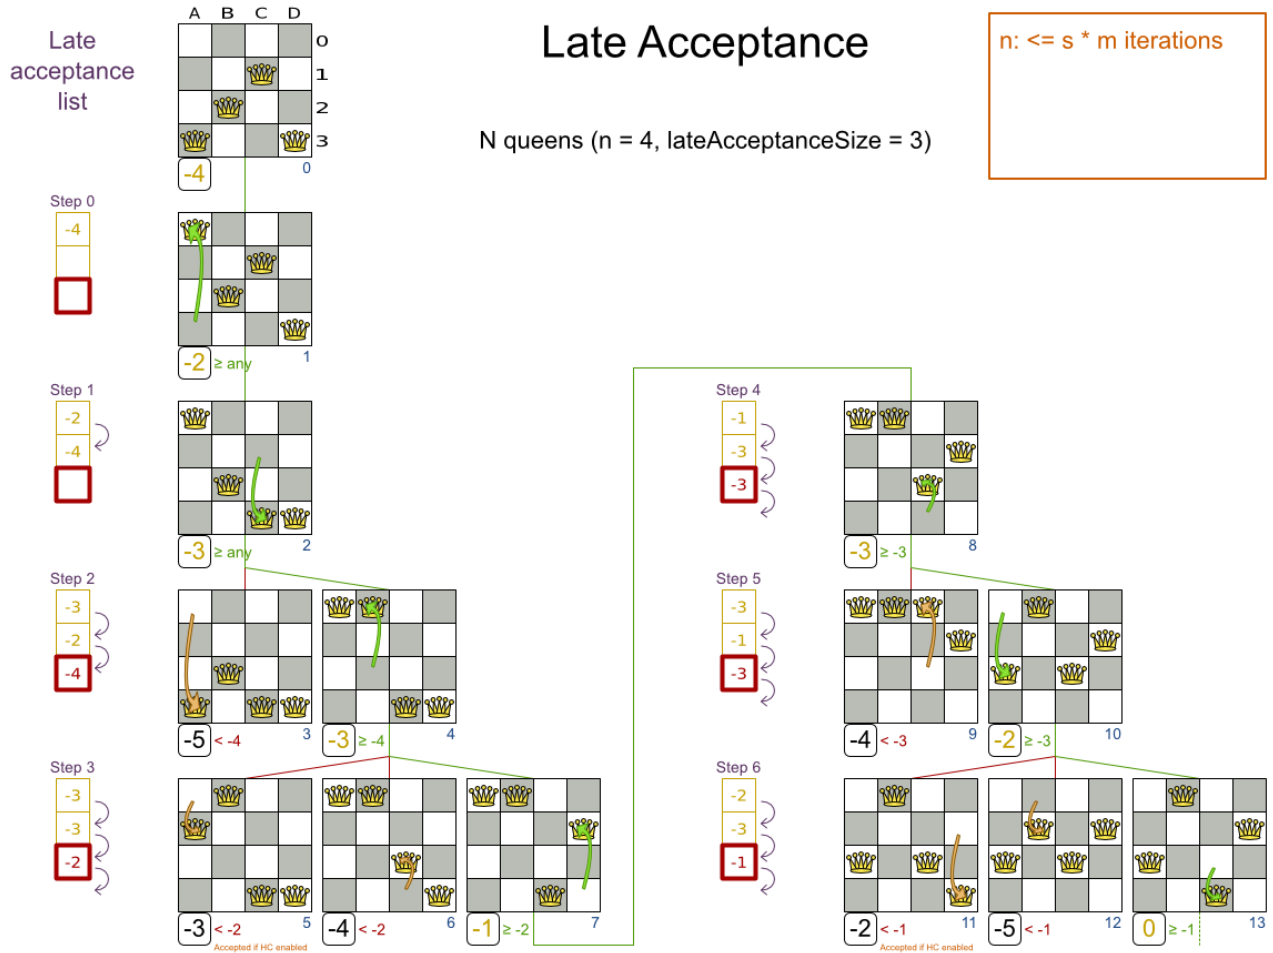 Late
acceptance
list
A B C D
0
1
2
3
-4
0
Late Acceptance
N queens (n = 4, lateAcceptanceSize = 3)
n: <= s * m iterations
Step 0
-4
-2 ≥ any
1
Step 1
-2
-4
-3 ≥ any
2
Step 2
-3
-2
-4
-5 < -4
3
-3 ≥ -4
4
Step 3
-3
-3
-2
-3 < -2
5
Accepted if HC enabled
-4 < -2
6
-1 ≥ -2
7
Step 4
-1
-3
-3
-3 ≥ -3
8
Step 5
-3
-1
-3
-4 < -3
9
-2 ≥ -3
10
Step 6
-2
-3
-1
-2 < -1
11
Accepted if HC enabled
-5 < -1
12
0 ≥ -1
13